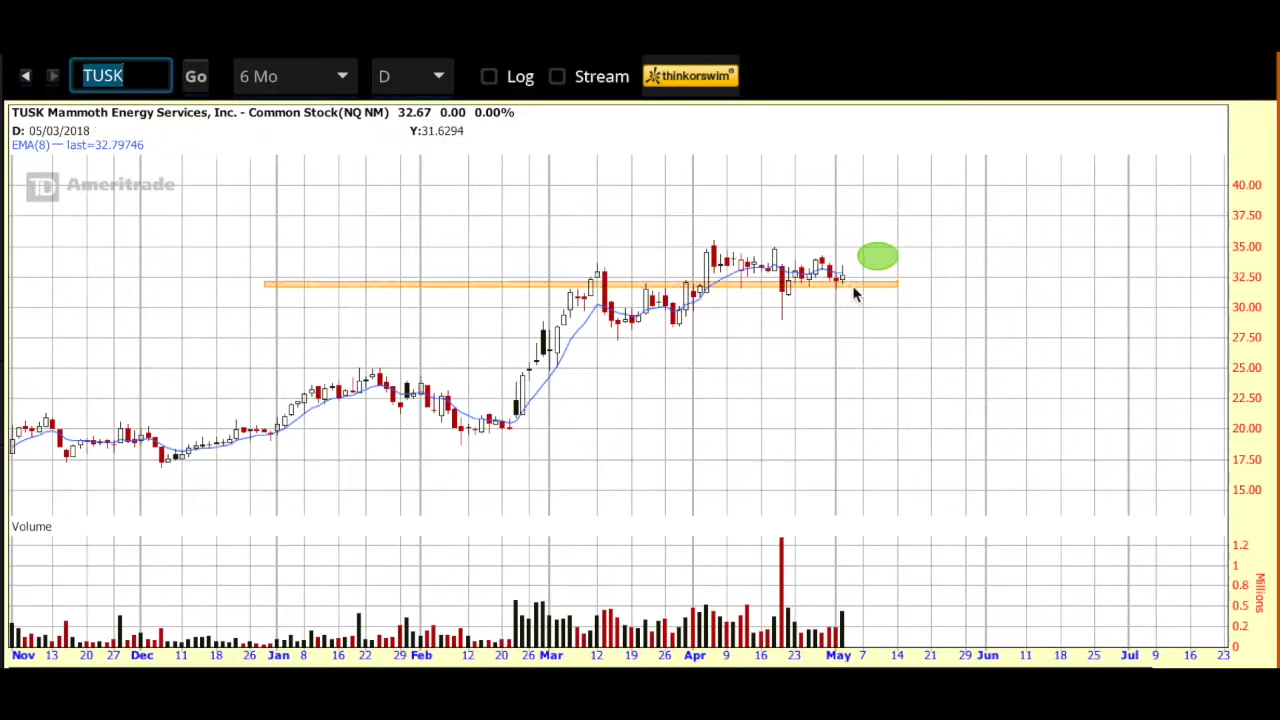 TUSK Go 6 Mo D Log Stream thinkorswim
TUSK Mammoth Energy Services, Inc. - Common Stock(NQ NM) 32.67 0.00 0.00%
D: 05/03/2018 Y:31.6294
EMA(8) — last=32.79746
TD Ameritrade
40.00
37.50
35.00
32.50
30.00
27.50
25.00
22.50
20.00
17.50
15.00
Volume
1.2
1
0.8
0.5
0.2
0
Millions
Nov 13 20 27 Dec 11 18 26 Jan 8 16 22 29 Feb 12 20 26 Mar 12 19 26 Apr 9 16 23 May 7 14 21 29 Jun 11 18 25 Jul 9 16 23